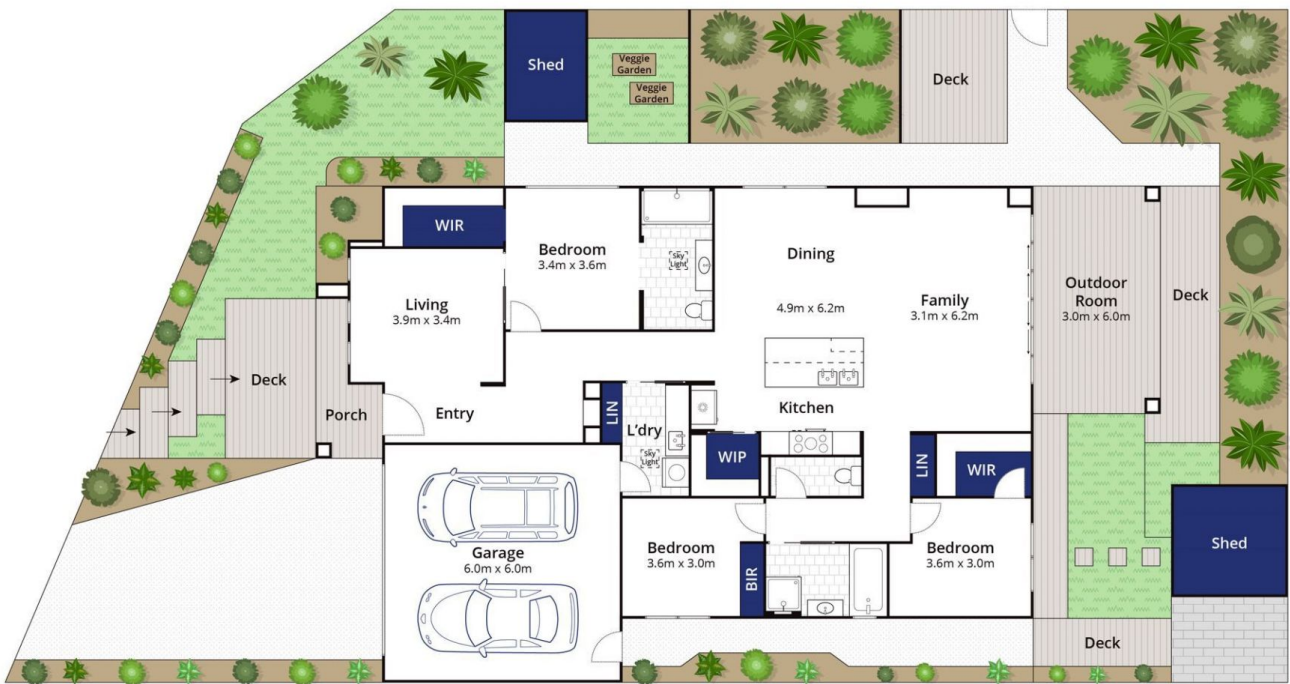 Shed
Veggie
Garden
Veggie
Garden
Deck
WIR
Bedroom
3.4m x 3.6m
Sky
Light
Dining
4.9m x 6.2m
Family
3.1m x 6.2m
Outdoor
Room
3.0m x 6.0m
Deck
Living
3.9m x 3.4m
Deck
Porch
Entry
LIN
L'dry
Sky
Light
Kitchen
WIP
LIN
WIR
Garage
6.0m x 6.0m
Bedroom
3.6m x 3.0m
BIR
Bedroom
3.6m x 3.0m
Shed
Deck